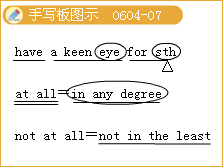 手写板图示 0604-07
have a keen eye for sth
at all=in any degree
not at all=not in the least